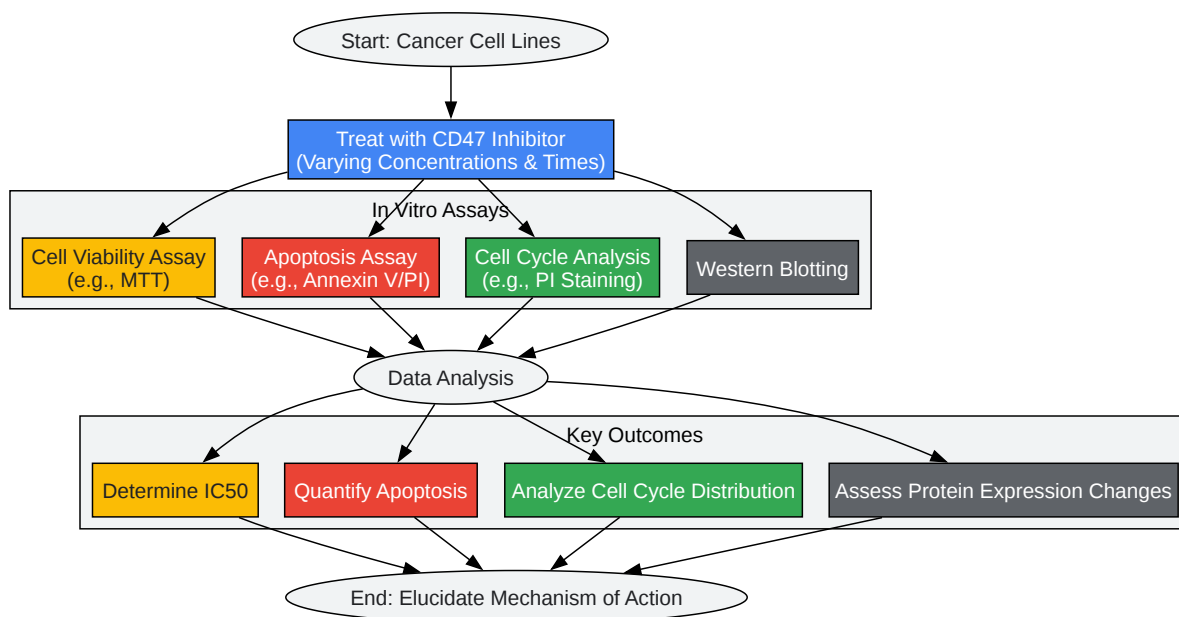 Start: Cancer Cell Lines
Treat with CD47 Inhibitor
(Varying Concentrations & Times)
In Vitro Assays
Cell Viability Assay
(e.g., MTT)
Apoptosis Assay
(e.g., Annexin V/PI)
Cell Cycle Analysis
(e.g., PI Staining)
Western Blotting
Data Analysis
Key Outcomes
Determine IC50
Quantify Apoptosis
Analyze Cell Cycle Distribution
Assess Protein Expression Changes
End: Elucidate Mechanism of Action